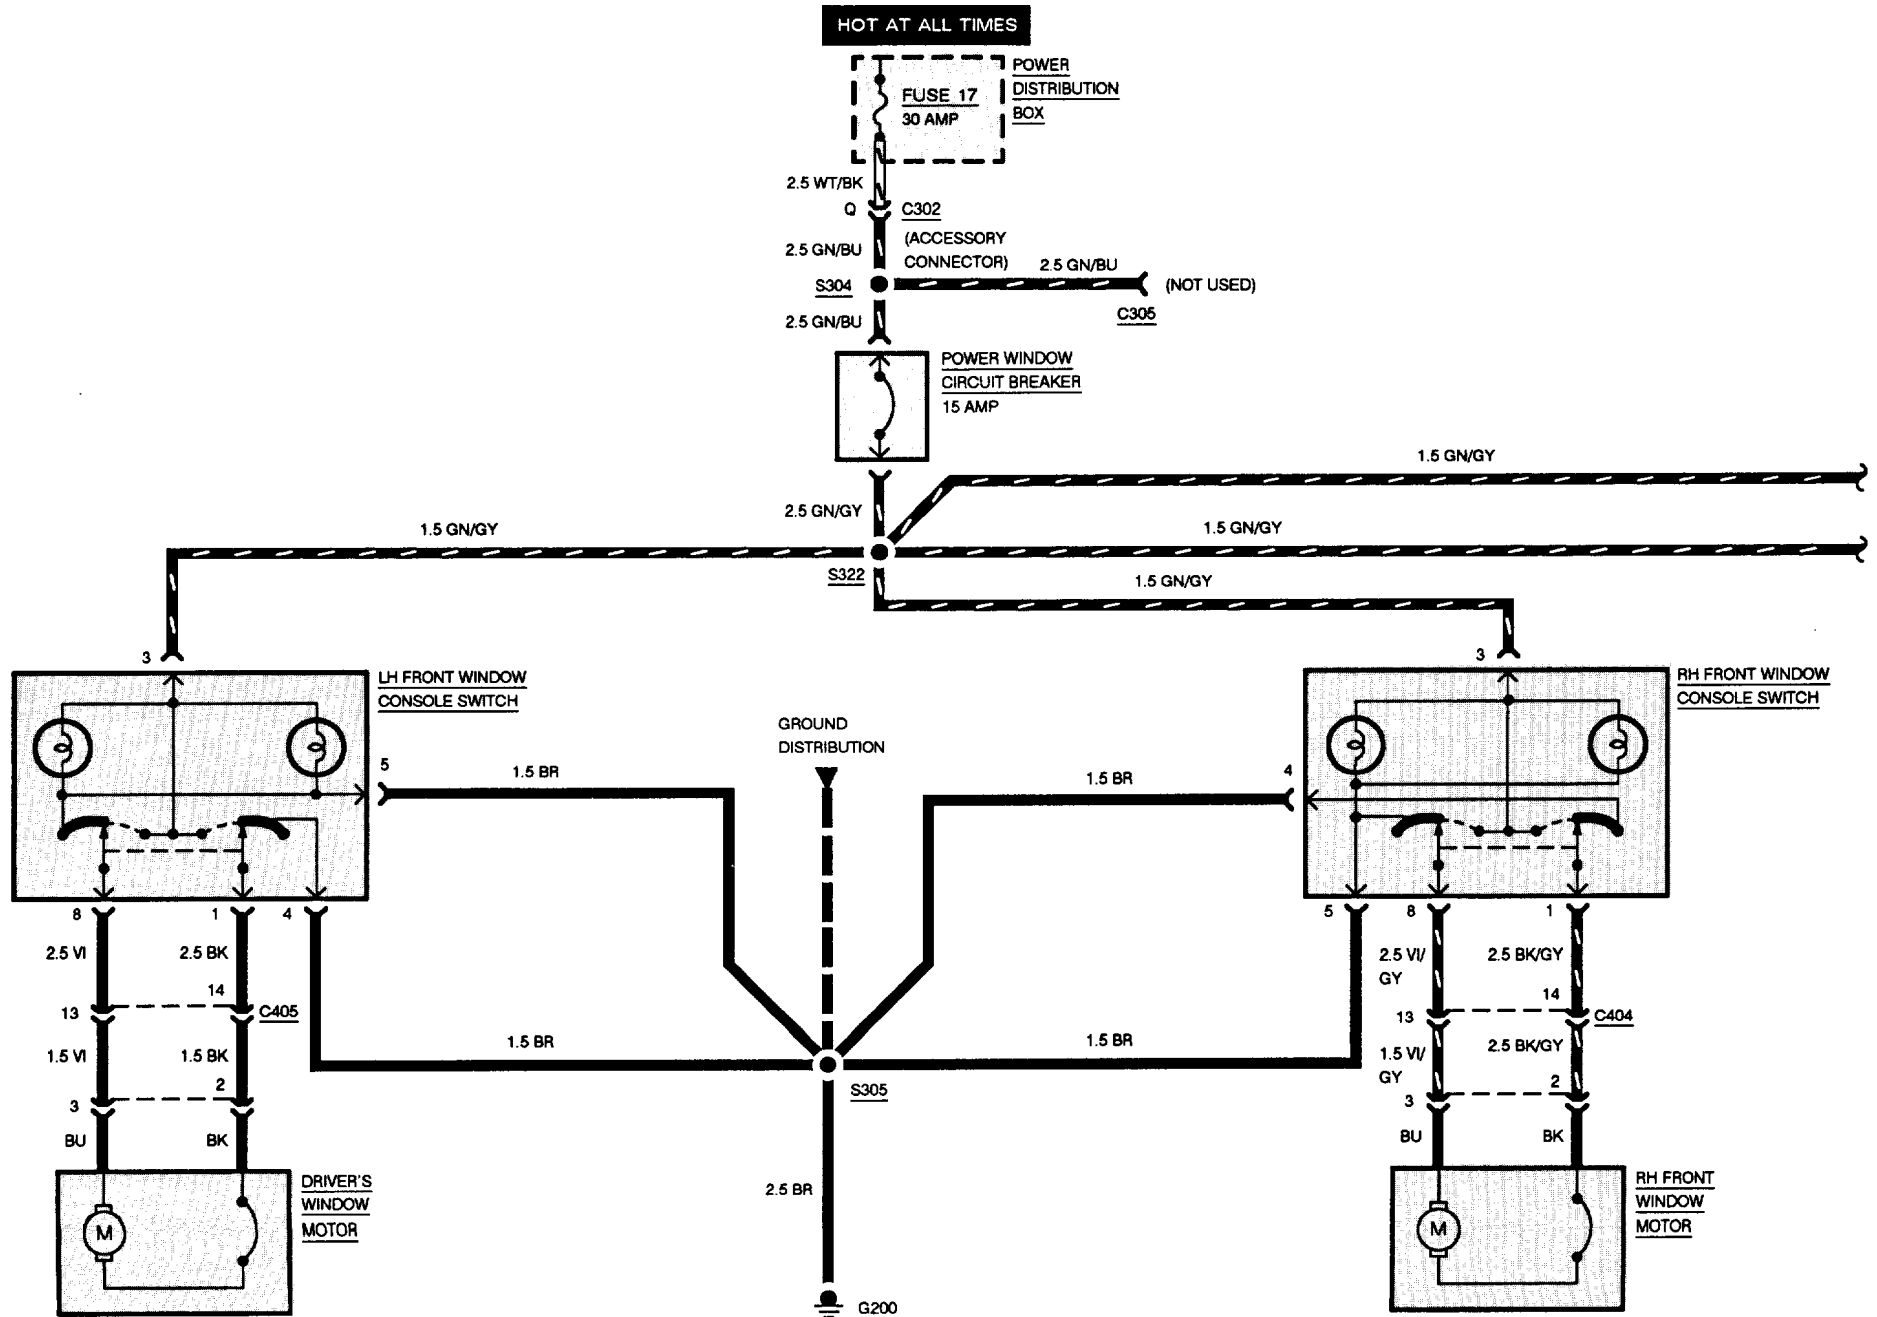 HOT AT ALL TIMES
POWER
DISTRIBUTION
BOX
FUSE 17
30 AMP
2.5 WT/BK
Q
C302
2.5 GN/BU
(ACCESSORY
CONNECTOR)
2.5 GN/BU
S304
(NOT USED)
C305
2.5 GN/BU
POWER WINDOW
CIRCUIT BREAKER
15 AMP
1.5 GN/GY
2.5 GN/GY
1.5 GN/GY
1.5 GN/GY
S322
1.5 GN/GY
3
3
LH FRONT WINDOW
CONSOLE SWITCH
RH FRONT WINDOW
CONSOLE SWITCH
GROUND
DISTRIBUTION
5
1.5 BR
1.5 BR
4
8
1
4
5
8
1
2.5 VI
2.5 BK
2.5 VI/
GY
2.5 BK/GY
14
13
C405
14
13
C404
1.5 VI
1.5 BK
1.5 BR
1.5 BR
1.5 VI/
GY
2.5 BK/GY
2
3
S305
2
3
BU
BK
BU
BK
DRIVER'S
WINDOW
MOTOR
M
2.5 BR
RH FRONT
WINDOW
MOTOR
M
G200